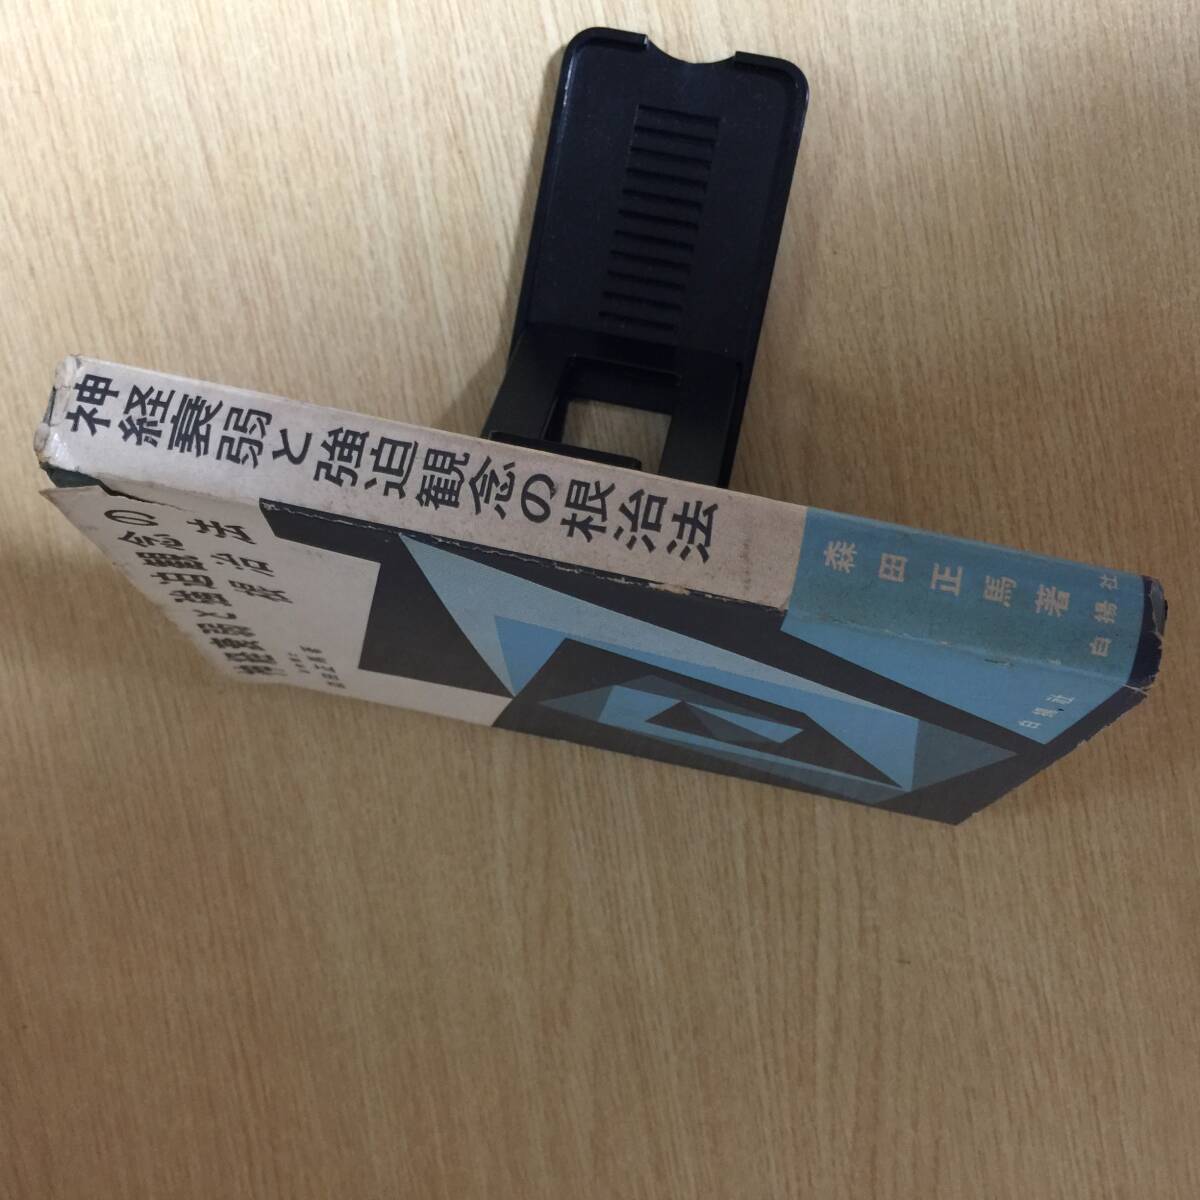 神経衰弱と強迫観念の根治法
森田正馬著
白揚社
神経衰弱と
強迫観念の
根治法
白揚社